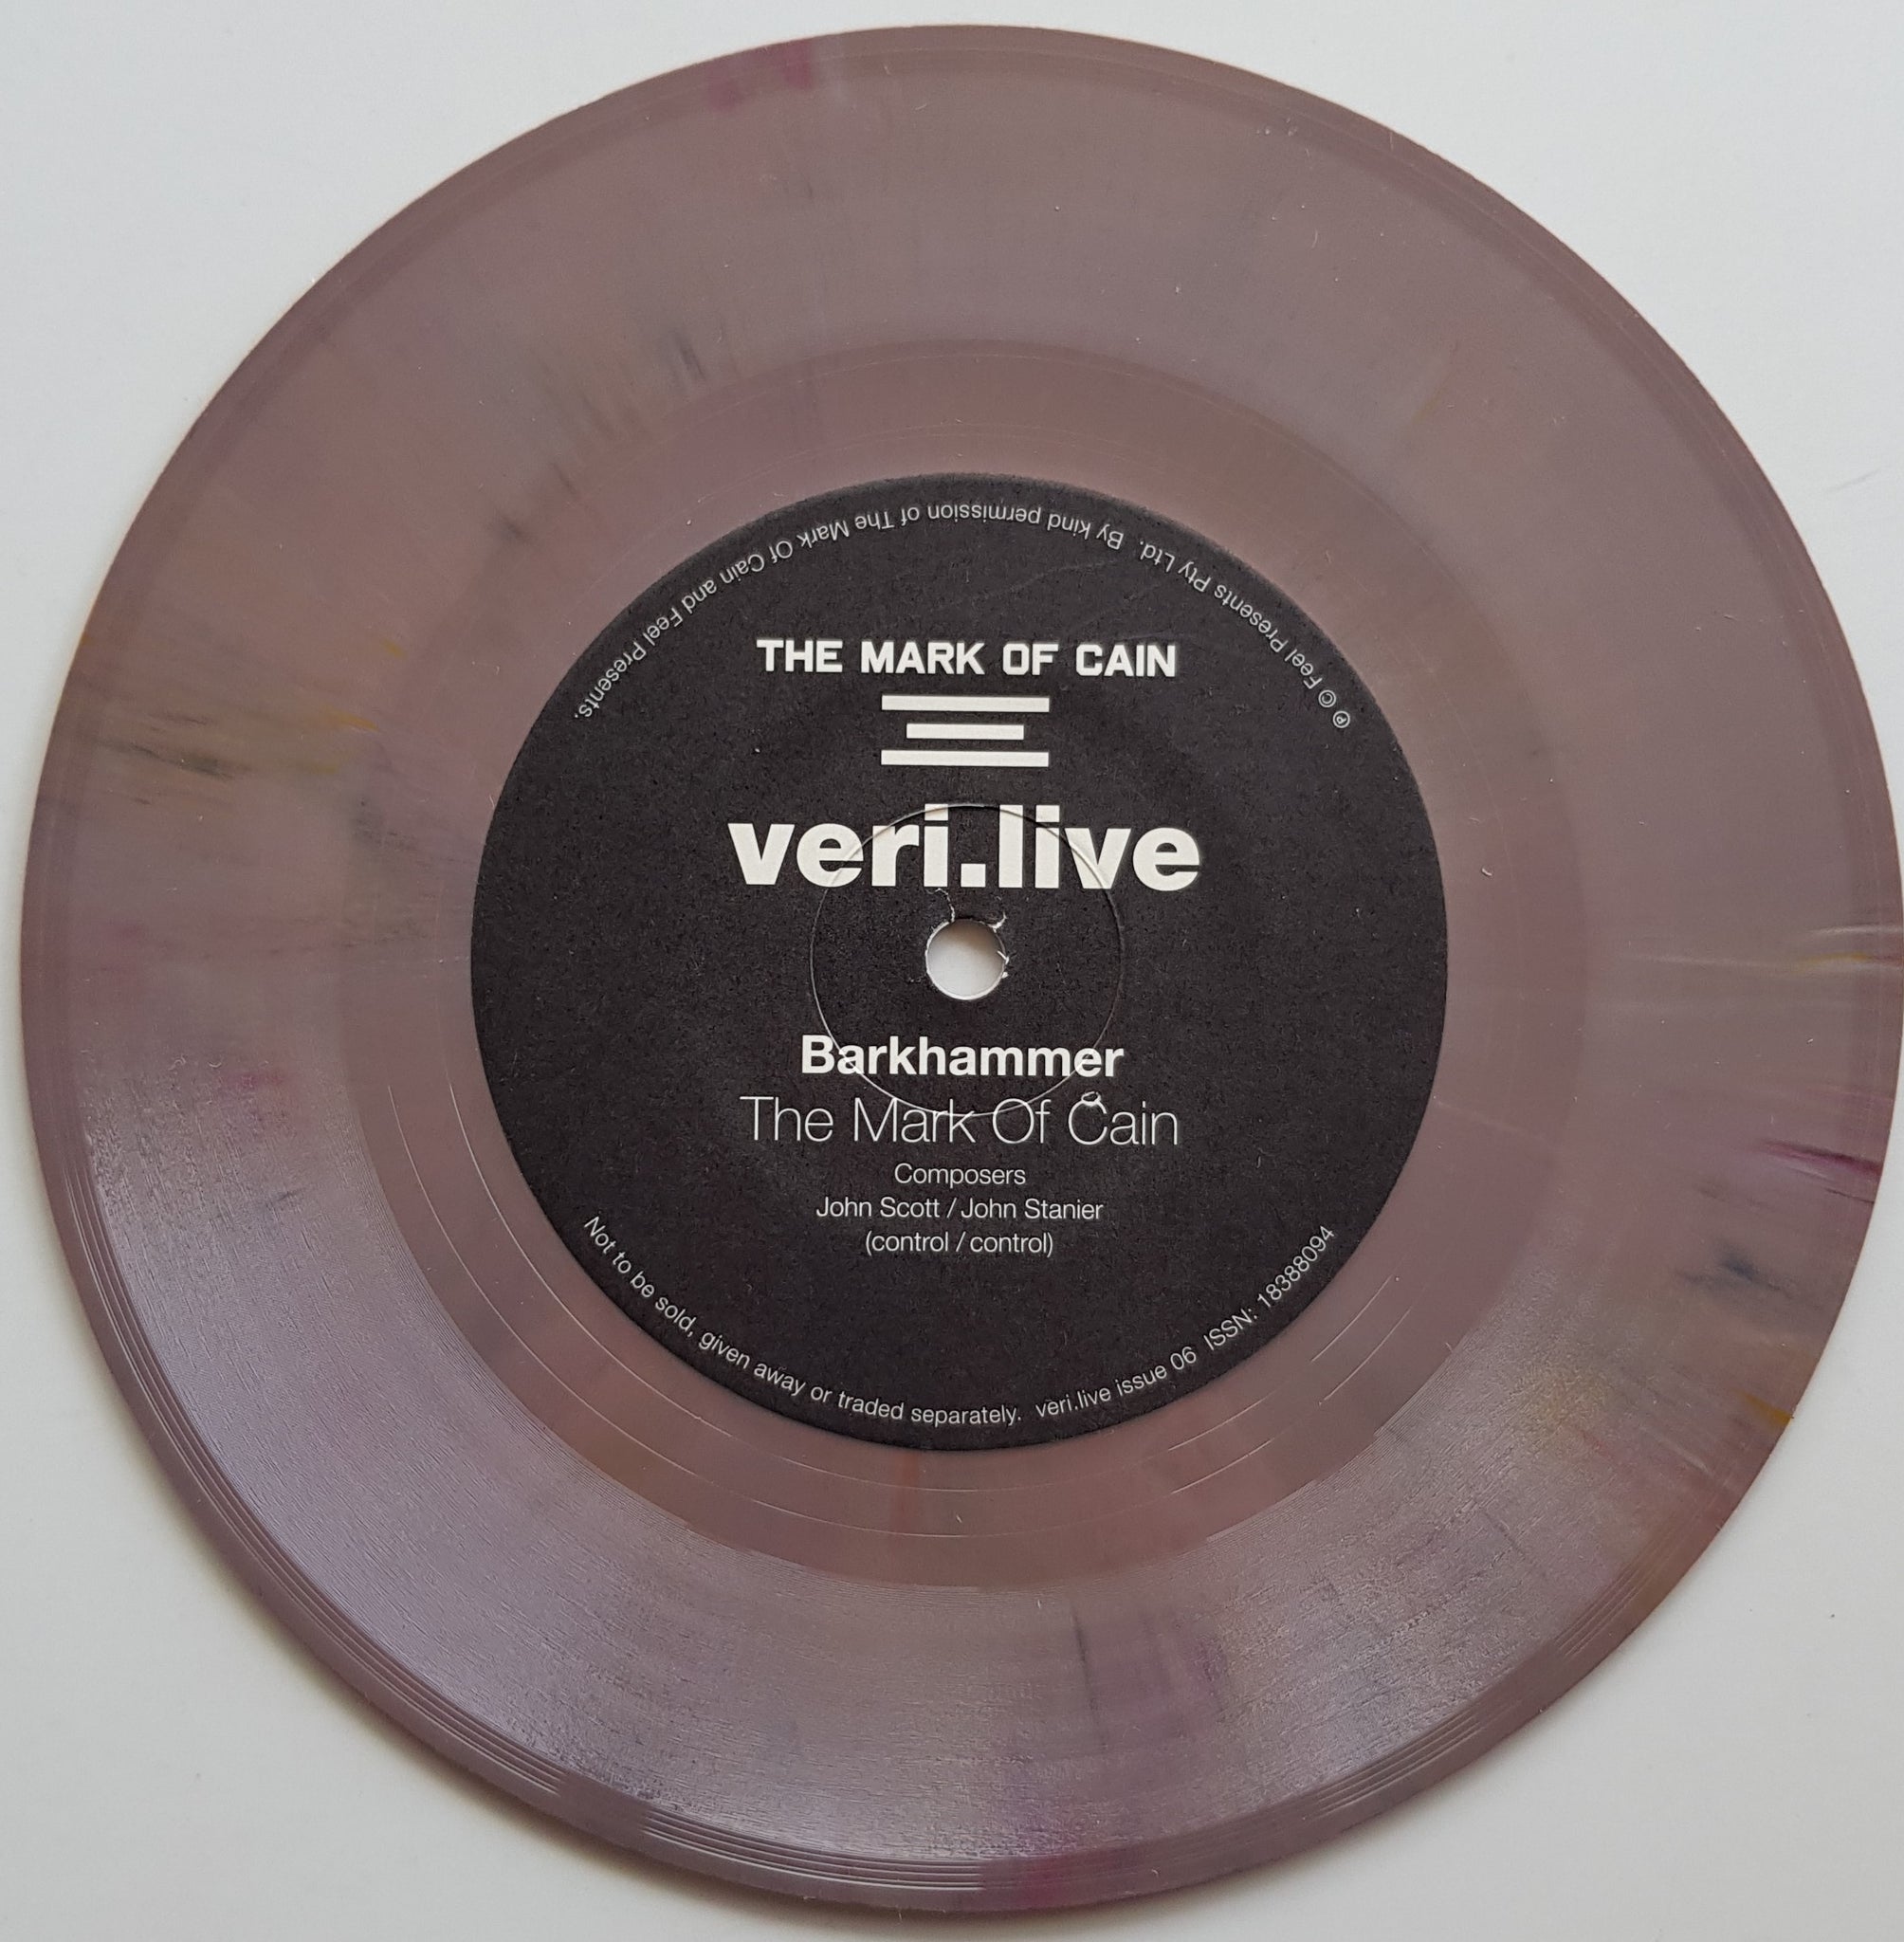 THE MARK OF CAIN
veri.live
Barkhammer
The Mark Of Cain
Composers
John Scott / John Stanier
(control / control)
Not to be sold, given away or traded separately. veri.live issue 06 ISSN: 18388094
℗ © Feel Presents Pty Ltd. By kind permission of The Mark Of Cain and Feel Presents.